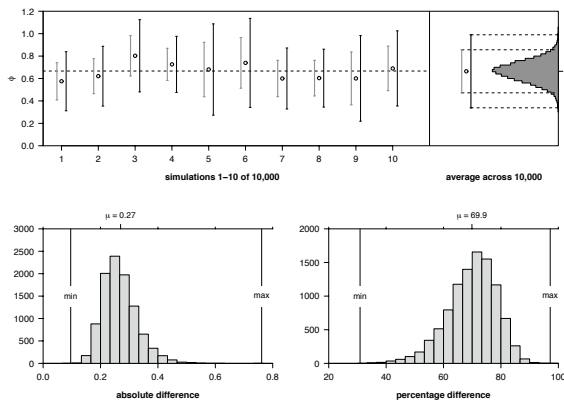 1.2
1.0
0.8
0.6
0.4
0.2
0.0
ϕ
1 2 3 4 5 6 7 8 9 10
simulations 1–10 of 10,000
average across 10,000
μ = 0.27
3000
2500
2000
1500
1000
500
0
min
max
0.0 0.2 0.4 0.6 0.8
absolute difference
μ = 69.9
2000
1500
1000
500
0
min
max
20 40 60 80 100
percentage difference